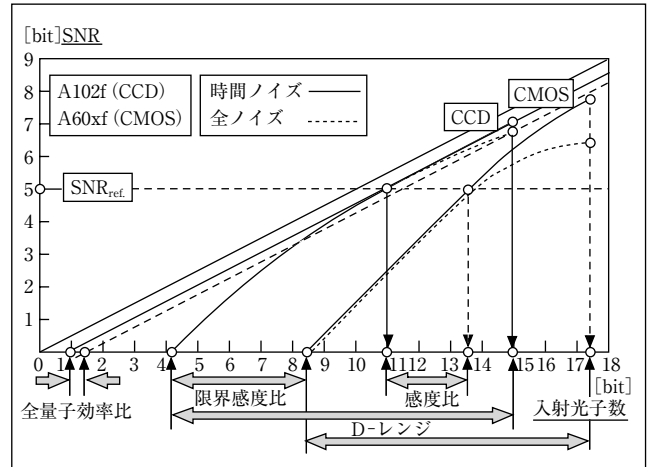 [bit]SNR
9
8
7
6
5
4
3
2
1
A102f (CCD)
A60xf (CMOS)
時間ノイズ
全ノイズ
CCD
CMOS
SNRref.
0 1 2 3 4 5 6 7 8 9 10 11 12 13 14 15 16 17 18
[bit]
全量子効率比
限界感度比
感度比
入射光子数
D-レンジ